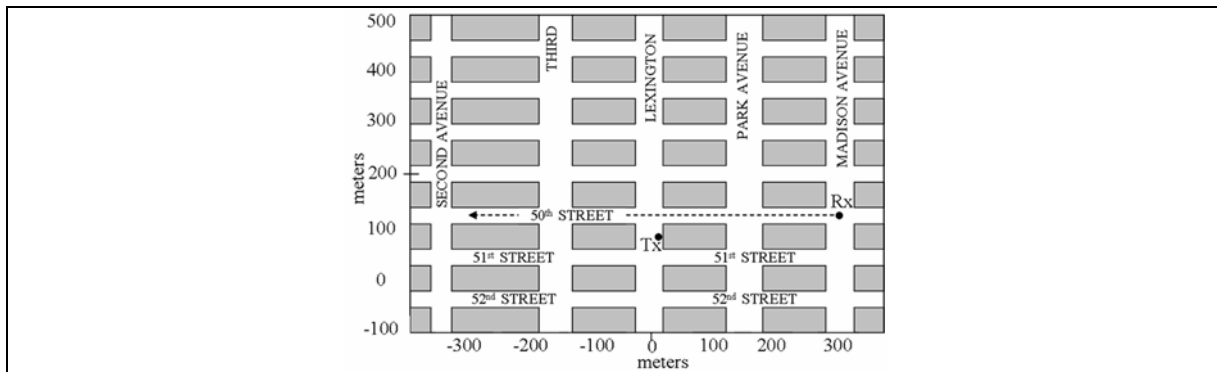 500
400
300
200
100
0
-100
meters
SECOND AVENUE
THIRD
LEXINGTON
PARK AVENUE
MADISON AVENUE
Rx
50th STREET
Tx
51st STREET 51st STREET
52nd STREET 52nd STREET
-300 -200 -100 0 100 200 300
meters